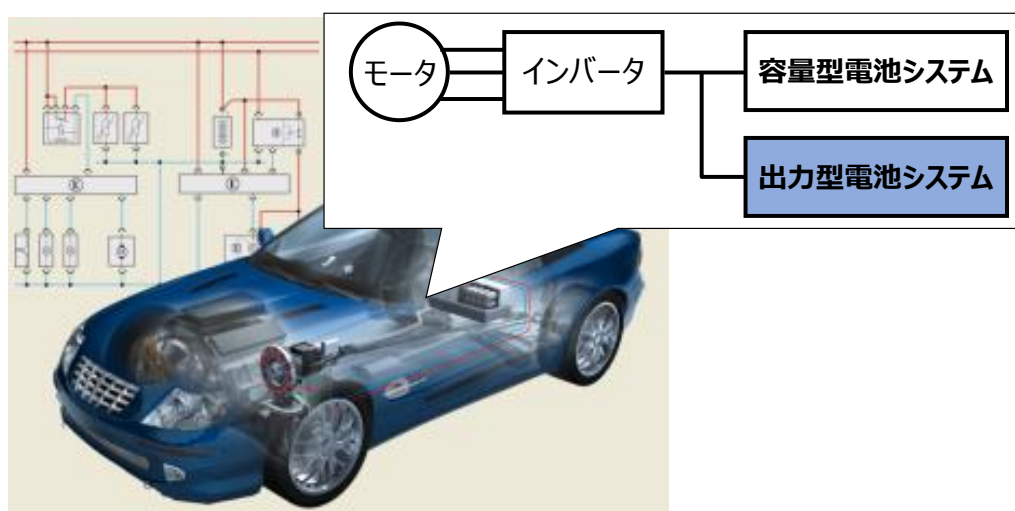 モータ
インバータ
容量型電池システム
出力型電池システム